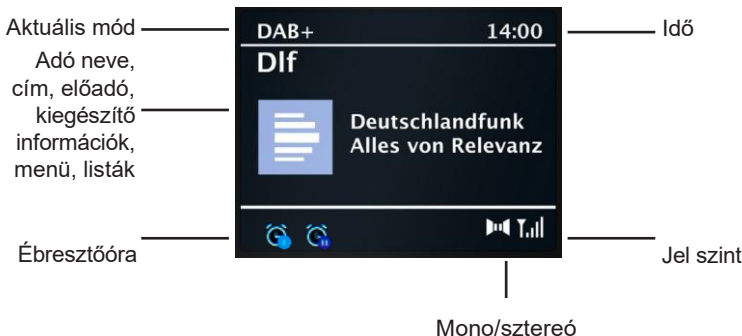 Aktuális mód
Adó neve,
cím, előadó,
kiegészítő
információk,
menü, listák
Ébresztőóra
DAB+ 14:00
Dlf
Deutschlandfunk
Alles von Relevanz
Idő
Jel szint
Mono/sztereó